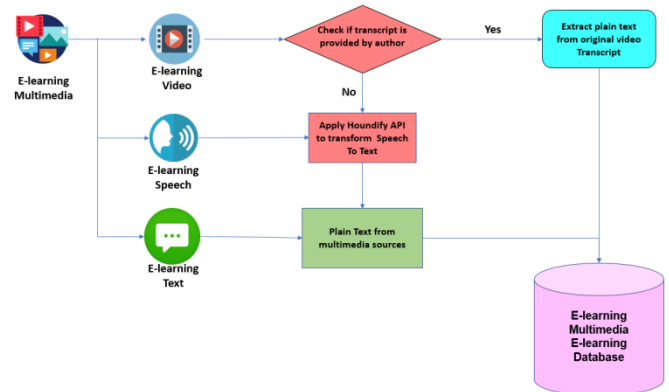 E-learning
Multimedia
E-learning
Video
Check if transcript is
provided by author
Yes
Extract plain text
from original video
Transcript
No
E-learning
Speech
Apply Houndify API
to transform Speech
To Text
E-learning
Text
Plain Text from
multimedia sources
E-learning
Multimedia
E-learning
Database